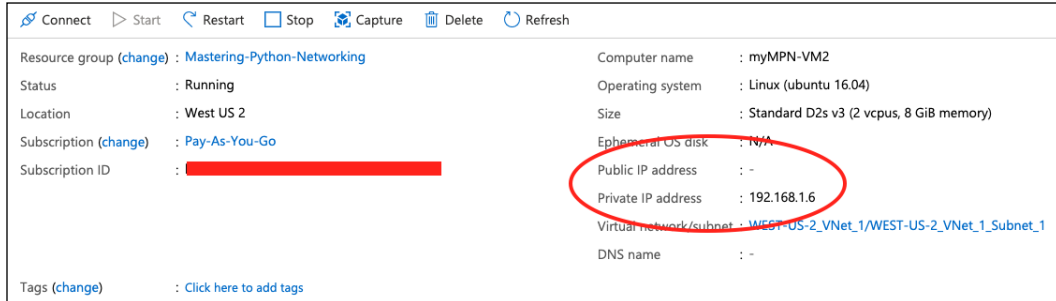 Connect Start Restart Stop Capture Delete Refresh
Resource group (change) : Mastering-Python-Networking
Status : Running
Location : West US 2
Subscription (change) : Pay-As-You-Go
Subscription ID :
Tags (change) : Click here to add tags
Computer name : myMPN-VM2
Operating system : Linux (ubuntu 16.04)
Size : Standard D2s v3 (2 vcpus, 8 GiB memory)
Ephemeral OS disk : N/A
Public IP address : -
Private IP address : 192.168.1.6
Virtual network/subnet : WEST-US-2_VNet_1/WEST-US-2_VNet_1_Subnet_1
DNS name : -